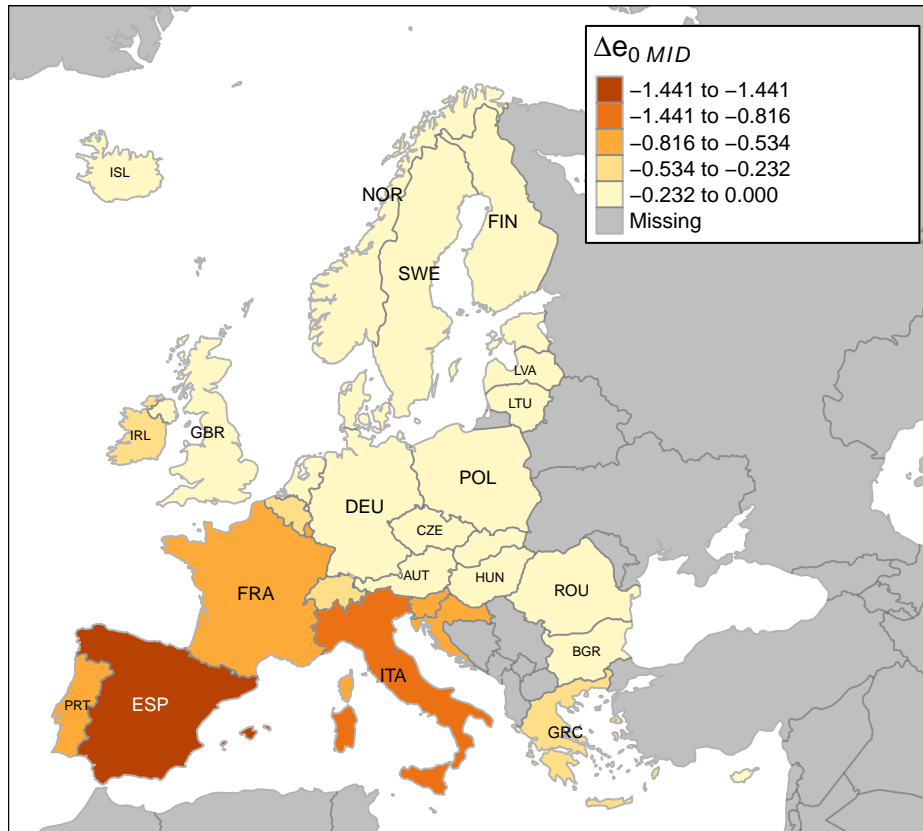 Δe0 MID
−1.441 to −1.441
−1.441 to −0.816
−0.816 to −0.534
−0.534 to −0.232
−0.232 to 0.000
Missing
ISL
NOR
FIN
SWE
LVA
LTU
IRL
GBR
POL
DEU
CZE
AUT
HUN
FRA
ROU
BGR
ITA
PRT
ESP
GRC